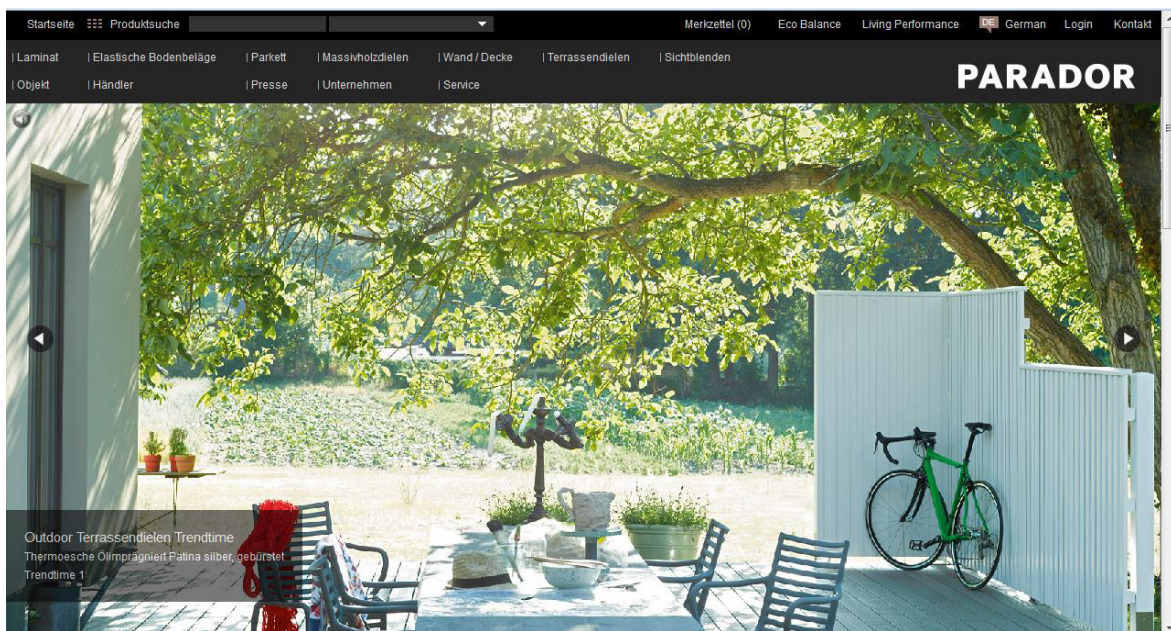 Startseite Produktsuche Merkzettel (0) Eco Balance Living Performance DE German Login Kontakt
| Laminat | Elastische Bodenbeläge | Parkett | Massivholzdielen | Wand / Decke | Terrassendielen | Sichtblenden
| Objekt | Händler | Presse | Unternehmen | Service
PARADOR
Outdoor Terrassendielen Trendtime
Thermoesche Ölimprägniert Patina silber, gebürstet
Trendtime 1